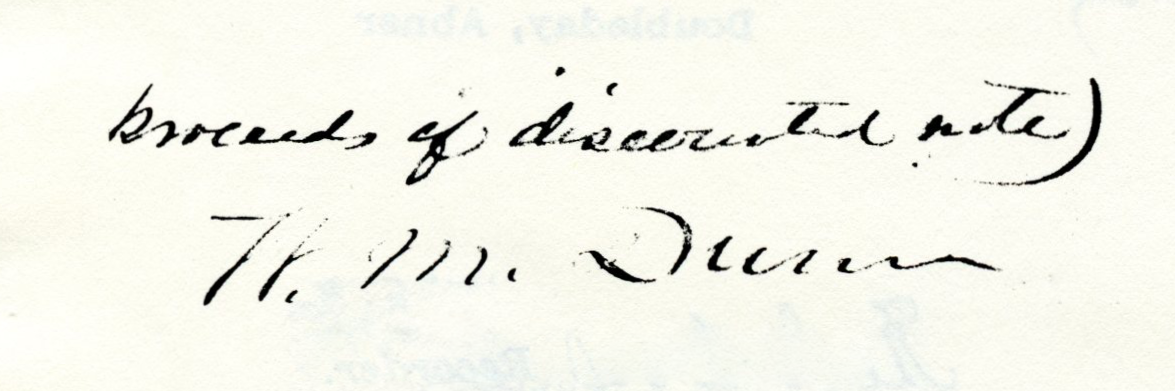 proceeds of discounted note)
H. M. Dunn